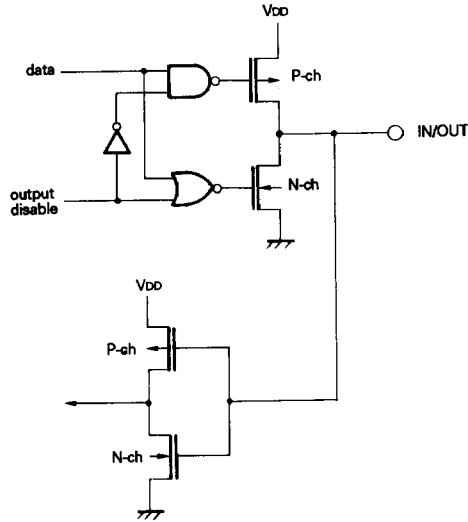 VDD
data
P-ch
IN/OUT
output
disable
N-ch
VDD
P-ch
N-ch